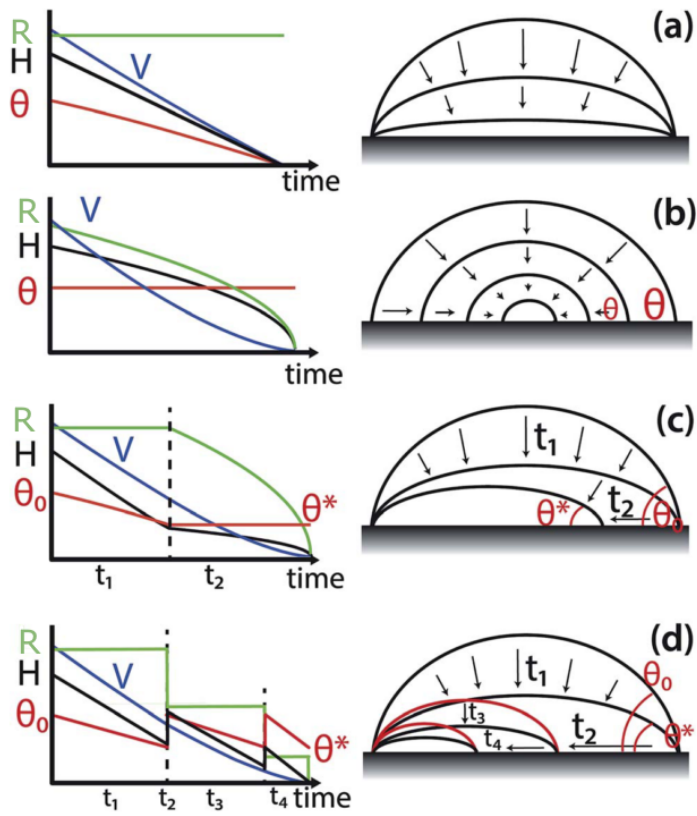 R
H
θ
V
time
(a)
R
H
θ
V
time
(b)
θ
θ
R
H
θ₀
V
θ*
t₁
t₂
time
(c)
t₁
θ*
t₂
θ₀
R
H
θ₀
V
θ*
t₁
t₂
t₃
t₄
time
(d)
t₁
θ₀
t₃
t₂
t₄
θ*